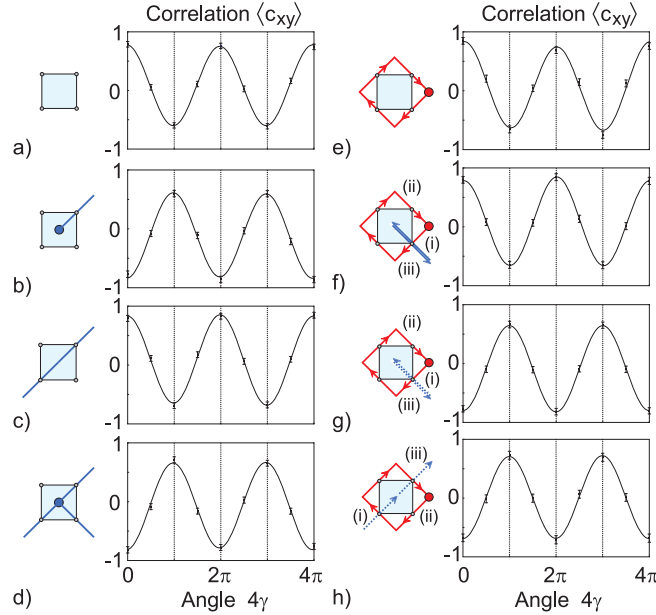 Correlation ⟨cxy⟩
Correlation ⟨cxy⟩
1
0
-1
a)
1
0
-1
e)
1
0
-1
b)
(ii)
(i)
(iii)
1
0
-1
f)
1
0
-1
c)
(ii)
(i)
(iii)
1
0
-1
g)
1
0
-1
d)
(iii)
(i)
(ii)
1
0
-1
h)
0 2π 4π
0 2π 4π
Angle 4γ
Angle 4γ